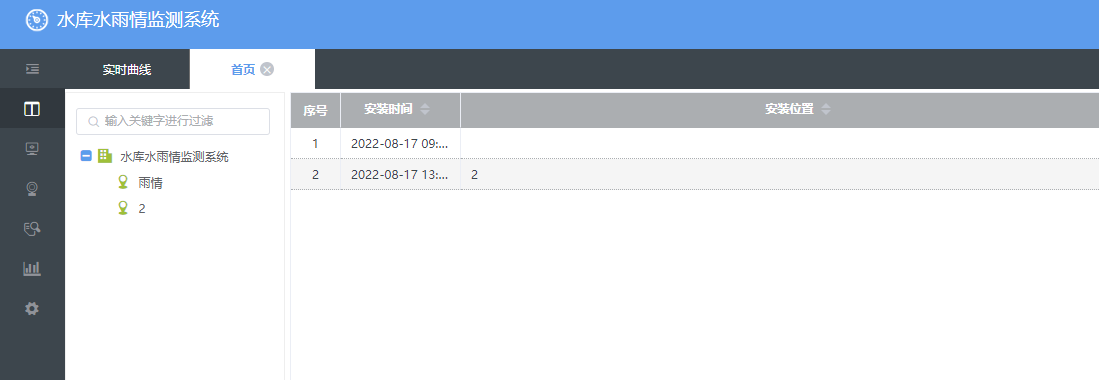 水库水雨情监测系统
实时曲线 首页
输入关键字进行过滤
水库水雨情监测系统
雨情
2
序号 安装时间 安装位置
1 2022-08-17 09:...
2 2022-08-17 13:... 2